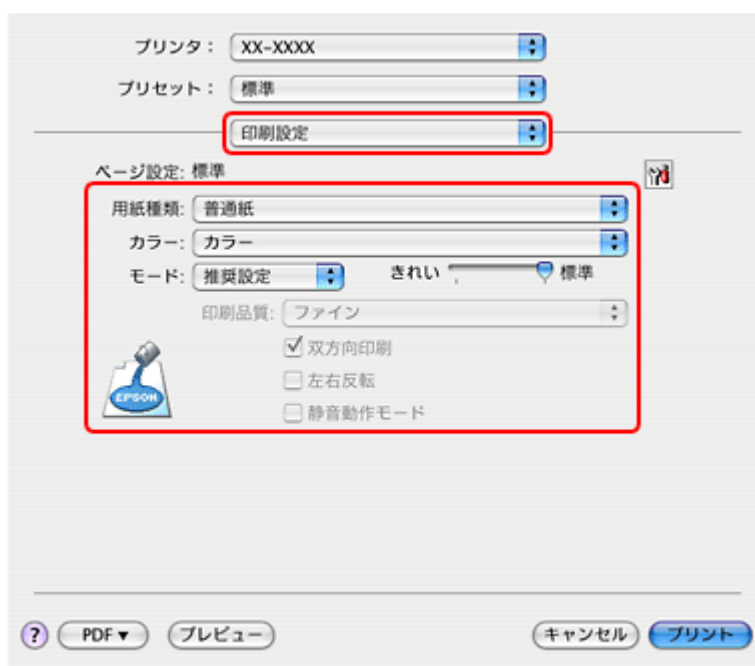 プリンタ： XX-XXXX
プリセット： 標準
印刷設定
ページ設定: 標準
用紙種類: 普通紙
カラー: カラー
モード: 推奨設定 きれい 標準
印刷品質: ファイン
双方向印刷
左右反転
静音動作モード
EPSON
? PDF▼ プレビュー キャンセル プリント